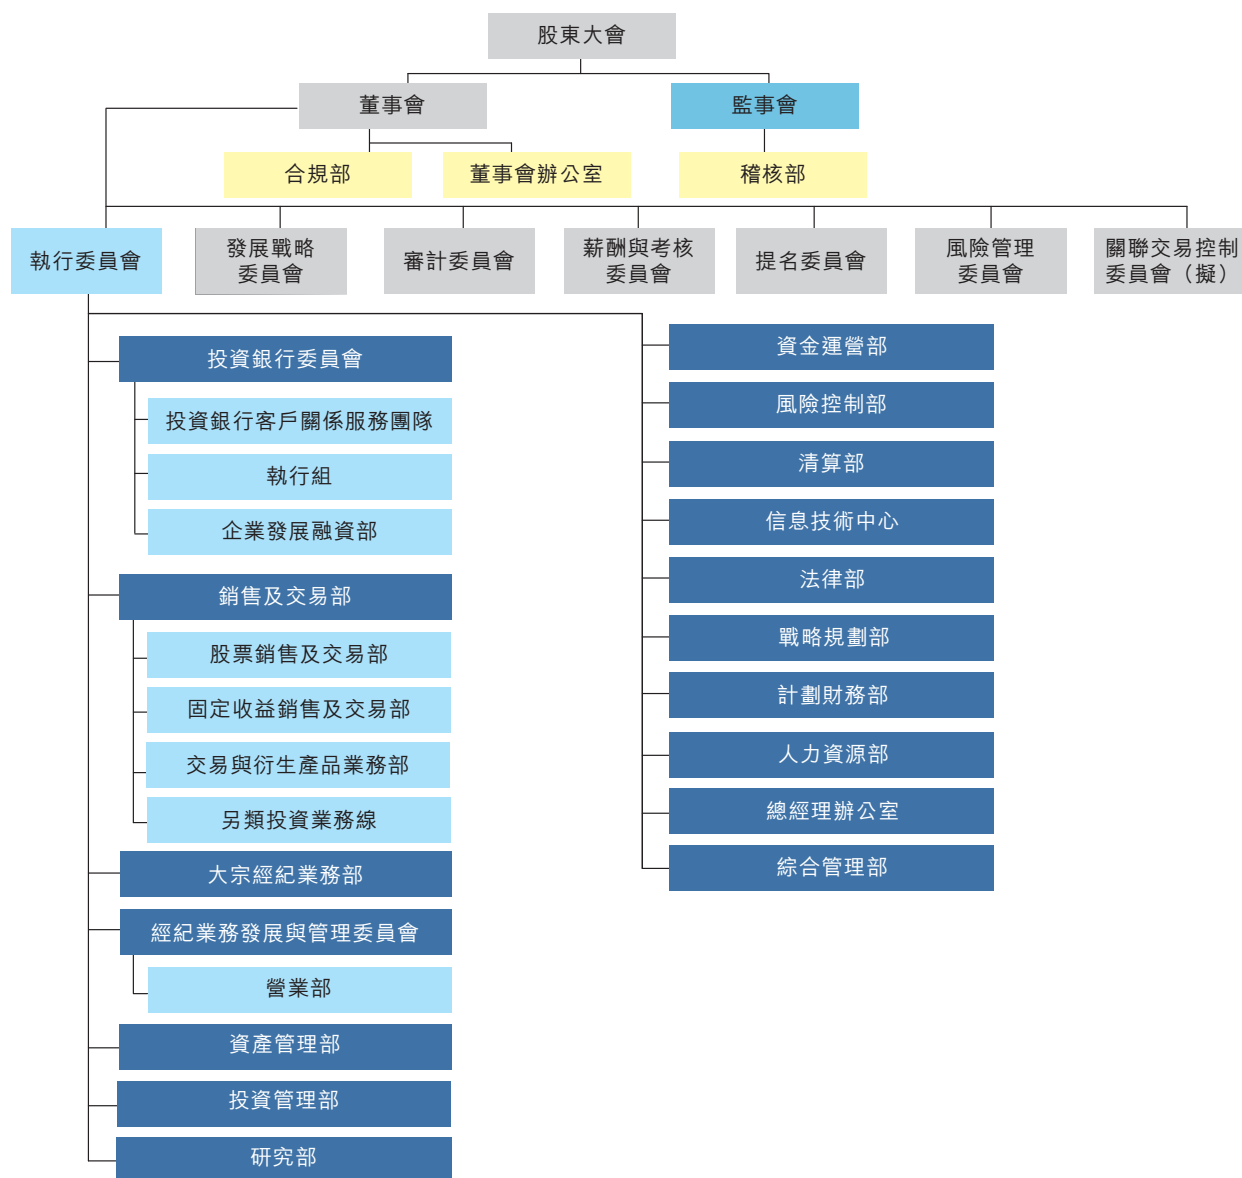 股東大會
董事會
監事會
合規部
董事會辦公室
稽核部
執行委員會
發展戰略
委員會
審計委員會
薪酬與考核
委員會
提名委員會
風險管理
委員會
關聯交易控制
委員會（擬）
投資銀行委員會
投資銀行客戶關係服務團隊
執行組
企業發展融資部
銷售及交易部
股票銷售及交易部
固定收益銷售及交易部
交易與衍生產品業務部
另類投資業務線
大宗經紀業務部
經紀業務發展與管理委員會
營業部
資產管理部
投資管理部
研究部
資金運營部
風險控制部
清算部
信息技術中心
法律部
戰略規劃部
計劃財務部
人力資源部
總經理辦公室
綜合管理部